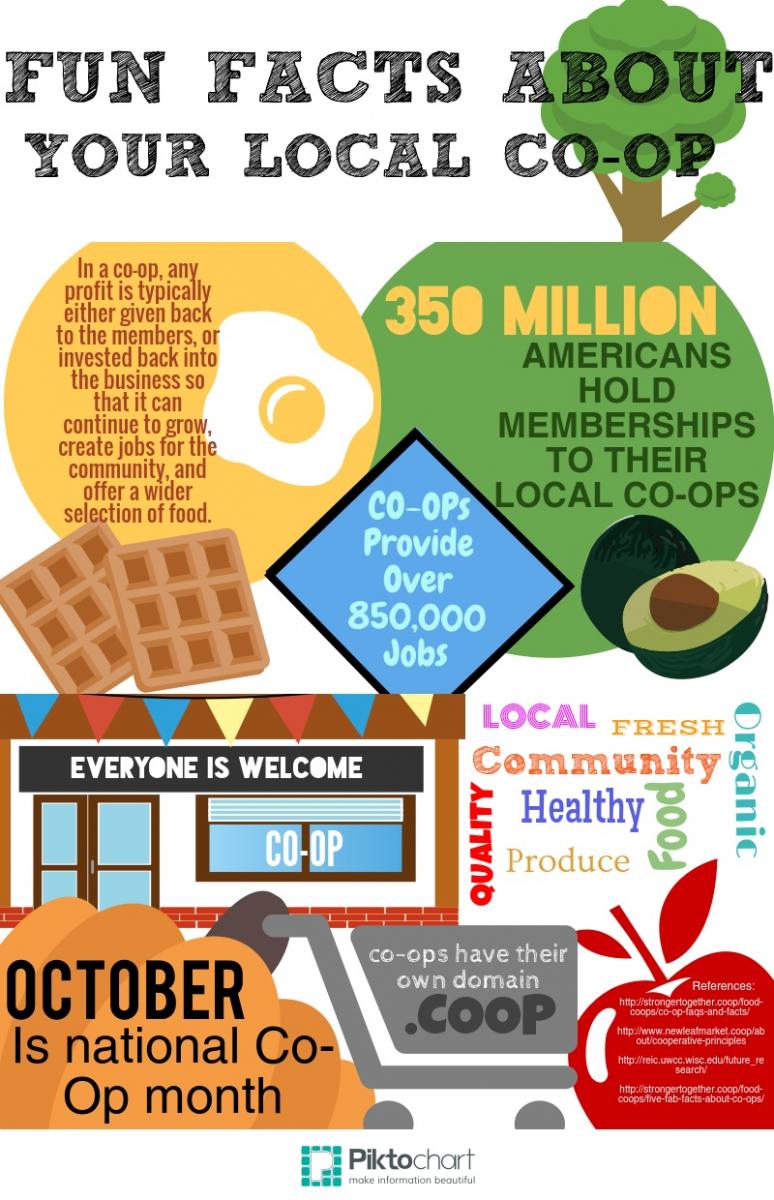 FUN FACTS ABOUT
YOUR LOCAL CO-OP
In a co-op, any
profit is typically
either given back
to the members, or
invested back into
the business so
that it can
continue to grow,
create jobs for the
community, and
offer a wider
selection of food.
350 MILLION
AMERICANS
HOLD
MEMBERSHIPS
TO THEIR
LOCAL CO-OPS
CO-OPs
Provide
Over
850,000
Jobs
EVERYONE IS WELCOME
CO-OP
LOCAL
FRESH
Organic
Community
QUALITY
Healthy
Food
Produce
OCTOBER
Is national Co-
Op month
co-ops have their
own domain
.COOP
References:
http://strongertogether.coop/food-
coops/co-op-faqs-and-facts/
http://www.newleafmarket.coop/ab
out/cooperative-principles
http://reic.uwcc.wisc.edu/future_re
search/
http://strongertogether.coop/food-
coops/five-fab-facts-about-co-ops/
Piktochart
make information beautiful